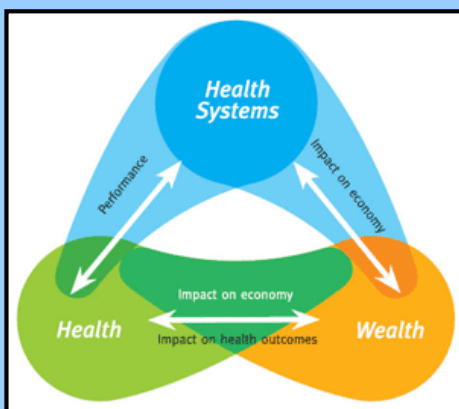 Health
Systems
Performance
Impact on economy
Impact on economy
Health
Wealth
Impact on health outcomes